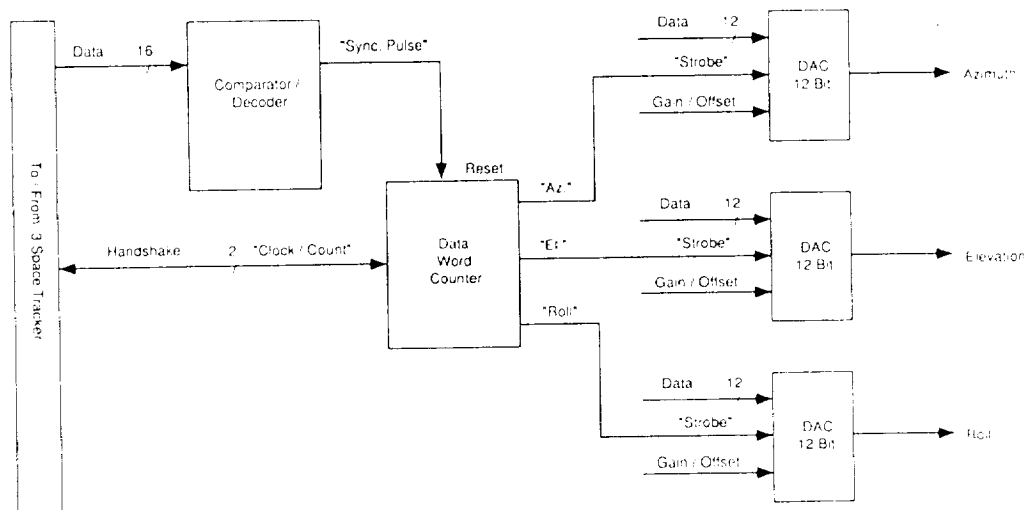 To / From 3 Space Tracker
Data 16
Comparator /
Decoder
"Sync. Pulse"
Reset
Handshake 2 "Clock / Count"
Data
Word
Counter
"Az."
"El."
"Roll"
Data 12
"Strobe"
Gain / Offset
DAC
12 Bit
Azimuth
Data 12
"Strobe"
Gain / Offset
DAC
12 Bit
Elevation
Data 12
"Strobe"
Gain / Offset
DAC
12 Bit
Roll